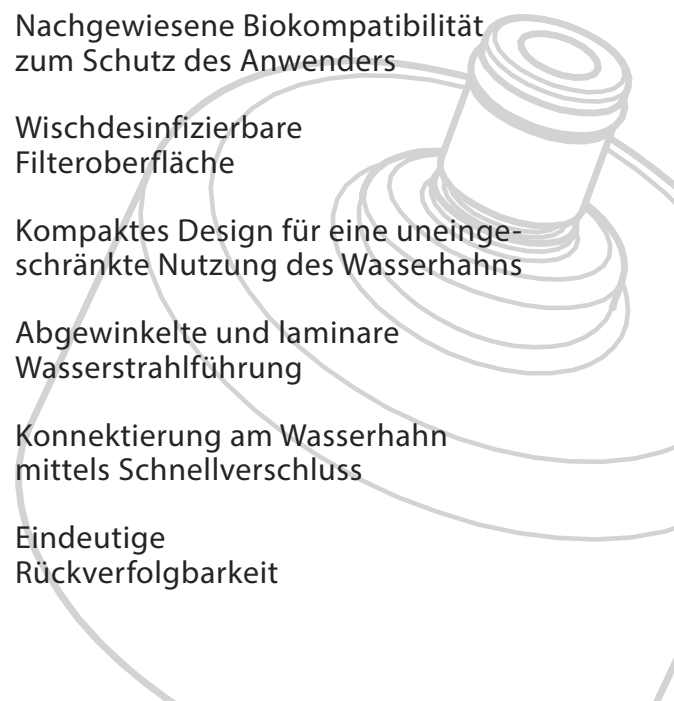 Nachgewiesene Biokompatibilität
zum Schutz des Anwenders
Wischdesinfizierbare
Filteroberfläche
Kompaktes Design für eine uneinge-
schränkte Nutzung des Wasserhahns
Abgewinkelte und laminare
Wasserstrahlführung
Konnektierung am Wasserhahn
mittels Schnellverschluss
Eindeutige
Rückverfolgbarkeit